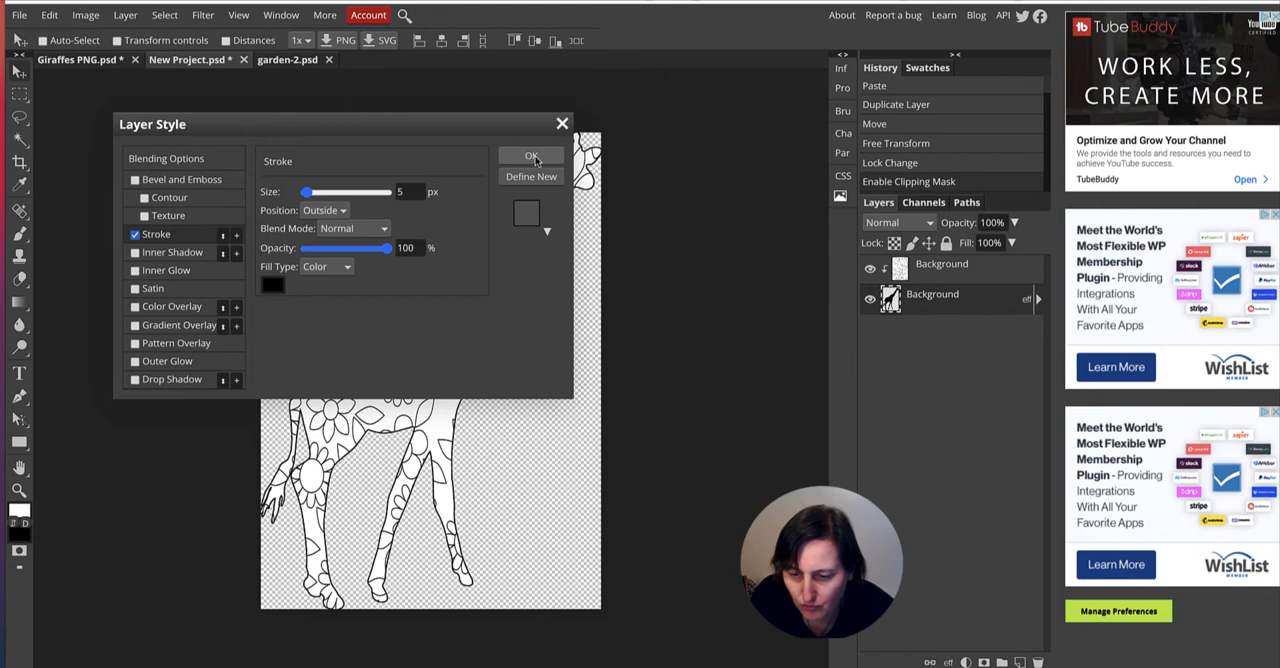 File Edit Image Layer Select Filter View Window More Account
About Report a bug Learn Blog API
Auto-Select Transform controls Distances 1x PNG SVG
Giraffes PNG.psd * New Project.psd * garden-2.psd
Layer Style
Blending Options
Bevel and Emboss
Contour
Texture
Stroke
Inner Shadow
Inner Glow
Satin
Color Overlay
Gradient Overlay
Pattern Overlay
Outer Glow
Drop Shadow
Stroke
Size: 5 px
Position: Outside
Blend Mode: Normal
Opacity: 100 %
Fill Type: Color
OK
Define New
T
D
Inf
Pro
Bru
Cha
Par
CSS
History Swatches
Paste
Duplicate Layer
Move
Free Transform
Lock Change
Enable Clipping Mask
Layers Channels Paths
Normal Opacity: 100%
Lock: Fill: 100%
Background
Background
eff
eff
TubeBuddy
CERTIFIED
WORK LESS,
CREATE MORE
Optimize and Grow Your Channel
We provide the tools and resources you need to
achieve YouTube success.
TubeBuddy Open
Meet the World's
Most Flexible WP
Membership
Plugin - Providing
Integrations
With All Your
Favorite Apps
stripe
Learn More
WishList
MEMBER
Meet the World's
Most Flexible WP
Membership
Plugin - Providing
Integrations
With All Your
Favorite Apps
stripe
Learn More
WishList
MEMBER
Manage Preferences